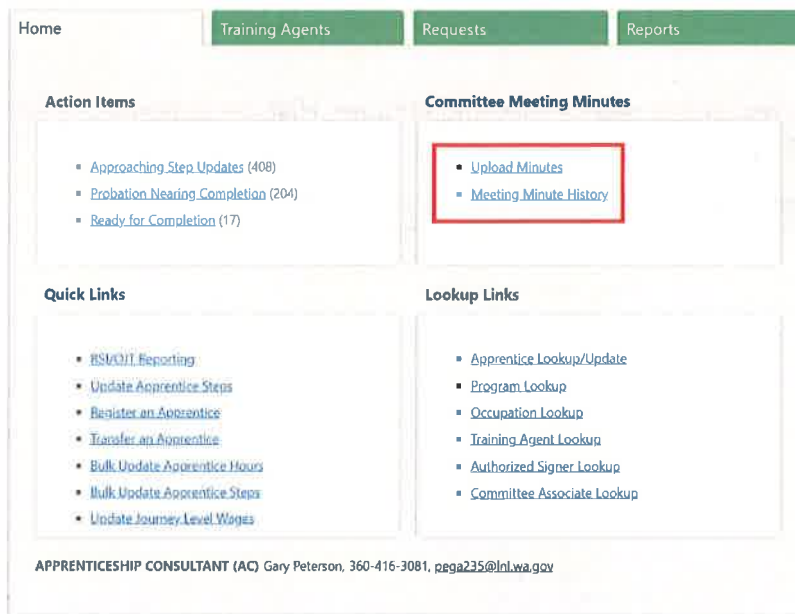 Home
Training Agents
Requests
Reports
Action Items
Approaching Step Updates (408)
Probation Nearing Completion (204)
Ready for Completion (17)
Committee Meeting Minutes
Upload Minutes
Meeting Minute History
Quick Links
RSI/OJT Reporting
Update Apprentice Steps
Register an Apprentice
Transfer an Apprentice
Bulk Update Apprentice Hours
Bulk Update Apprentice Steps
Update Journey Level Wages
Lookup Links
Apprentice Lookup/Update
Program Lookup
Occupation Lookup
Training Agent Lookup
Authorized Signer Lookup
Committee Associate Lookup
APPRENTICESHIP CONSULTANT (AC) Gary Peterson, 360-416-3081, pega235@lnl.wa.gov